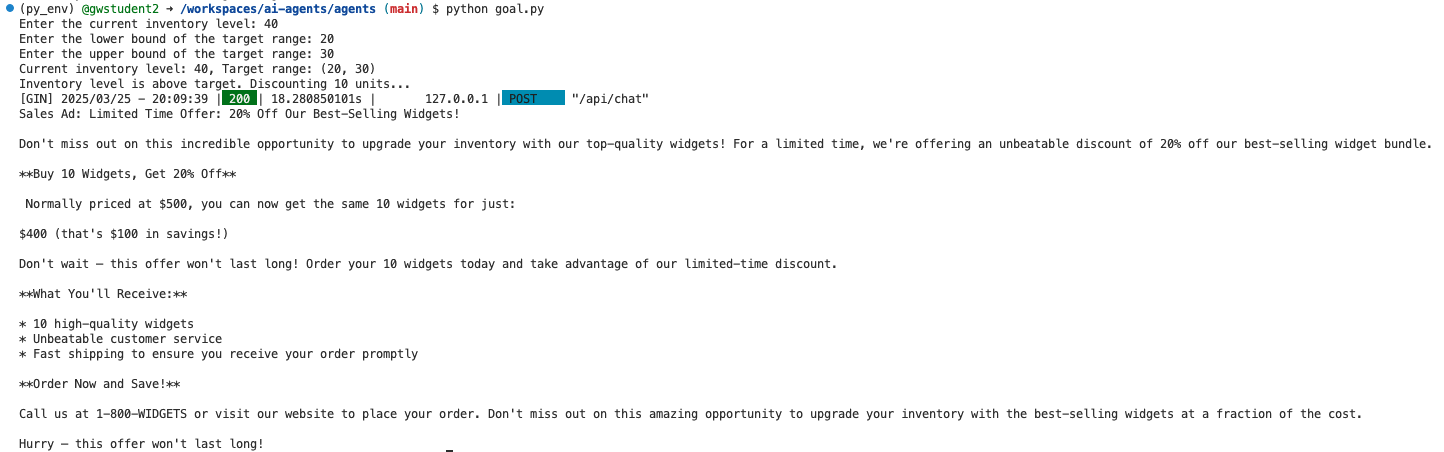 (py_env) @gwstudent2 → /workspaces/ai-agents/agents (main) $ python goal.py
Enter the current inventory level: 40
Enter the lower bound of the target range: 20
Enter the upper bound of the target range: 30
Current inventory level: 40, Target range: (20, 30)
Inventory level is above target. Discounting 10 units...
[GIN] 2025/03/25 - 20:09:39 | 200 | 18.280850101s |       127.0.0.1 | POST     "/api/chat"
Sales Ad: Limited Time Offer: 20% Off Our Best-Selling Widgets!
Don't miss out on this incredible opportunity to upgrade your inventory with our top-quality widgets! For a limited time, we're offering an unbeatable discount of 20% off our best-selling widget bundle.
**Buy 10 Widgets, Get 20% Off**
Normally priced at $500, you can now get the same 10 widgets for just:
$400 (that's $100 in savings!)
Don't wait – this offer won't last long! Order your 10 widgets today and take advantage of our limited-time discount.
**What You'll Receive:**
* 10 high-quality widgets
* Unbeatable customer service
* Fast shipping to ensure you receive your order promptly
**Order Now and Save!**
Call us at 1-800-WIDGETS or visit our website to place your order. Don't miss out on this amazing opportunity to upgrade your inventory with the best-selling widgets at a fraction of the cost.
Hurry – this offer won't last long!